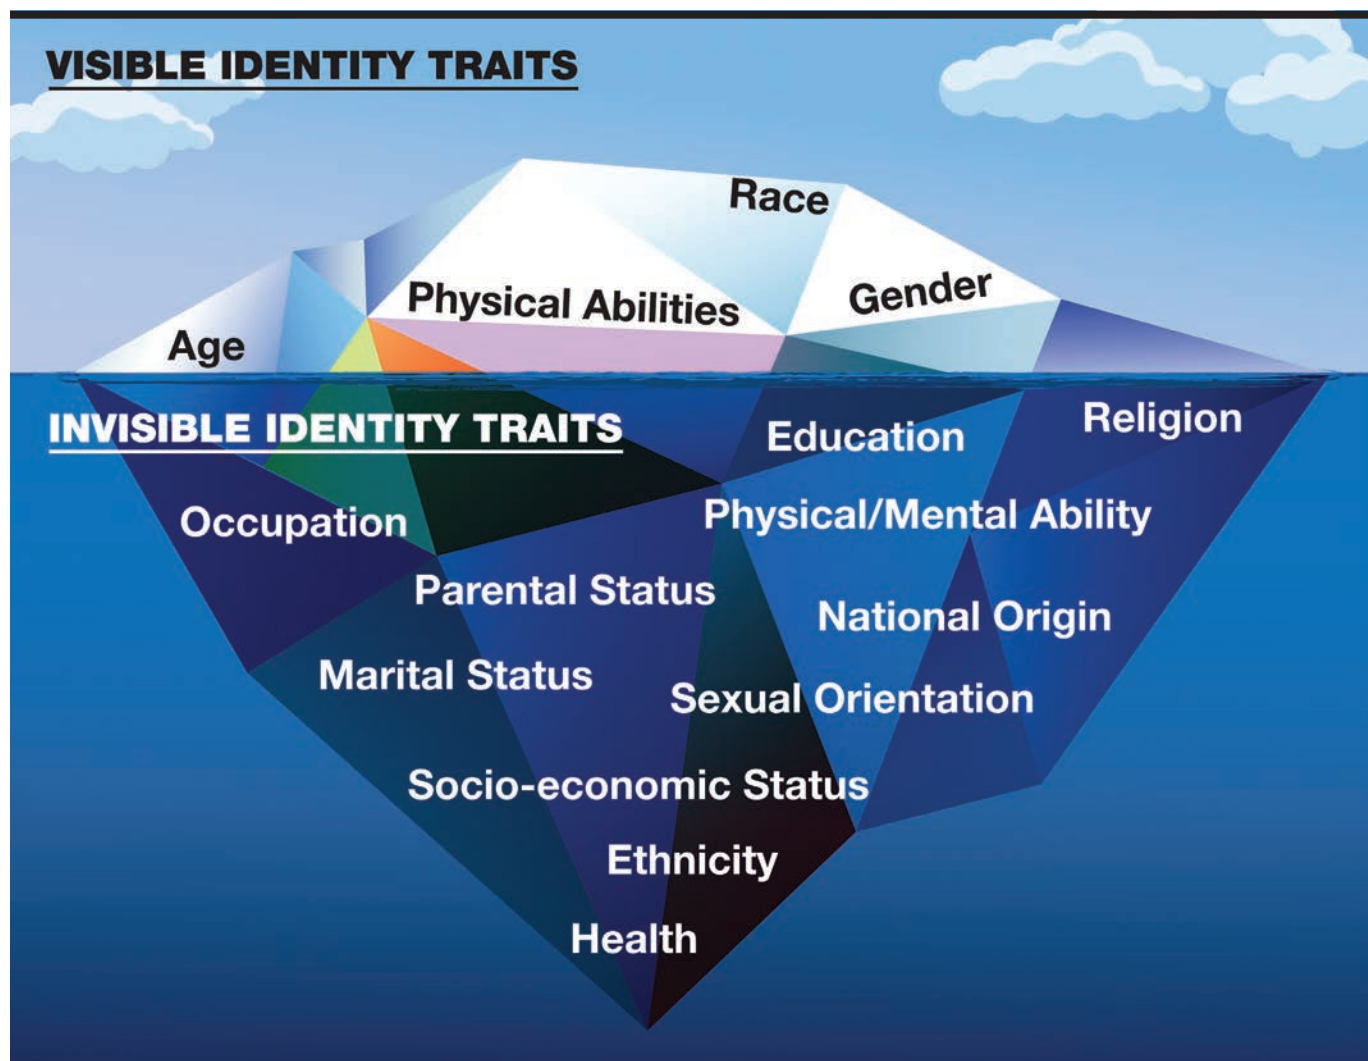 VISIBLE IDENTITY TRAITS
Race
Gender
Physical Abilities
Age
INVISIBLE IDENTITY TRAITS
Religion
Education
Occupation
Physical/Mental Ability
Parental Status
National Origin
Marital Status
Sexual Orientation
Socio-economic Status
Ethnicity
Health